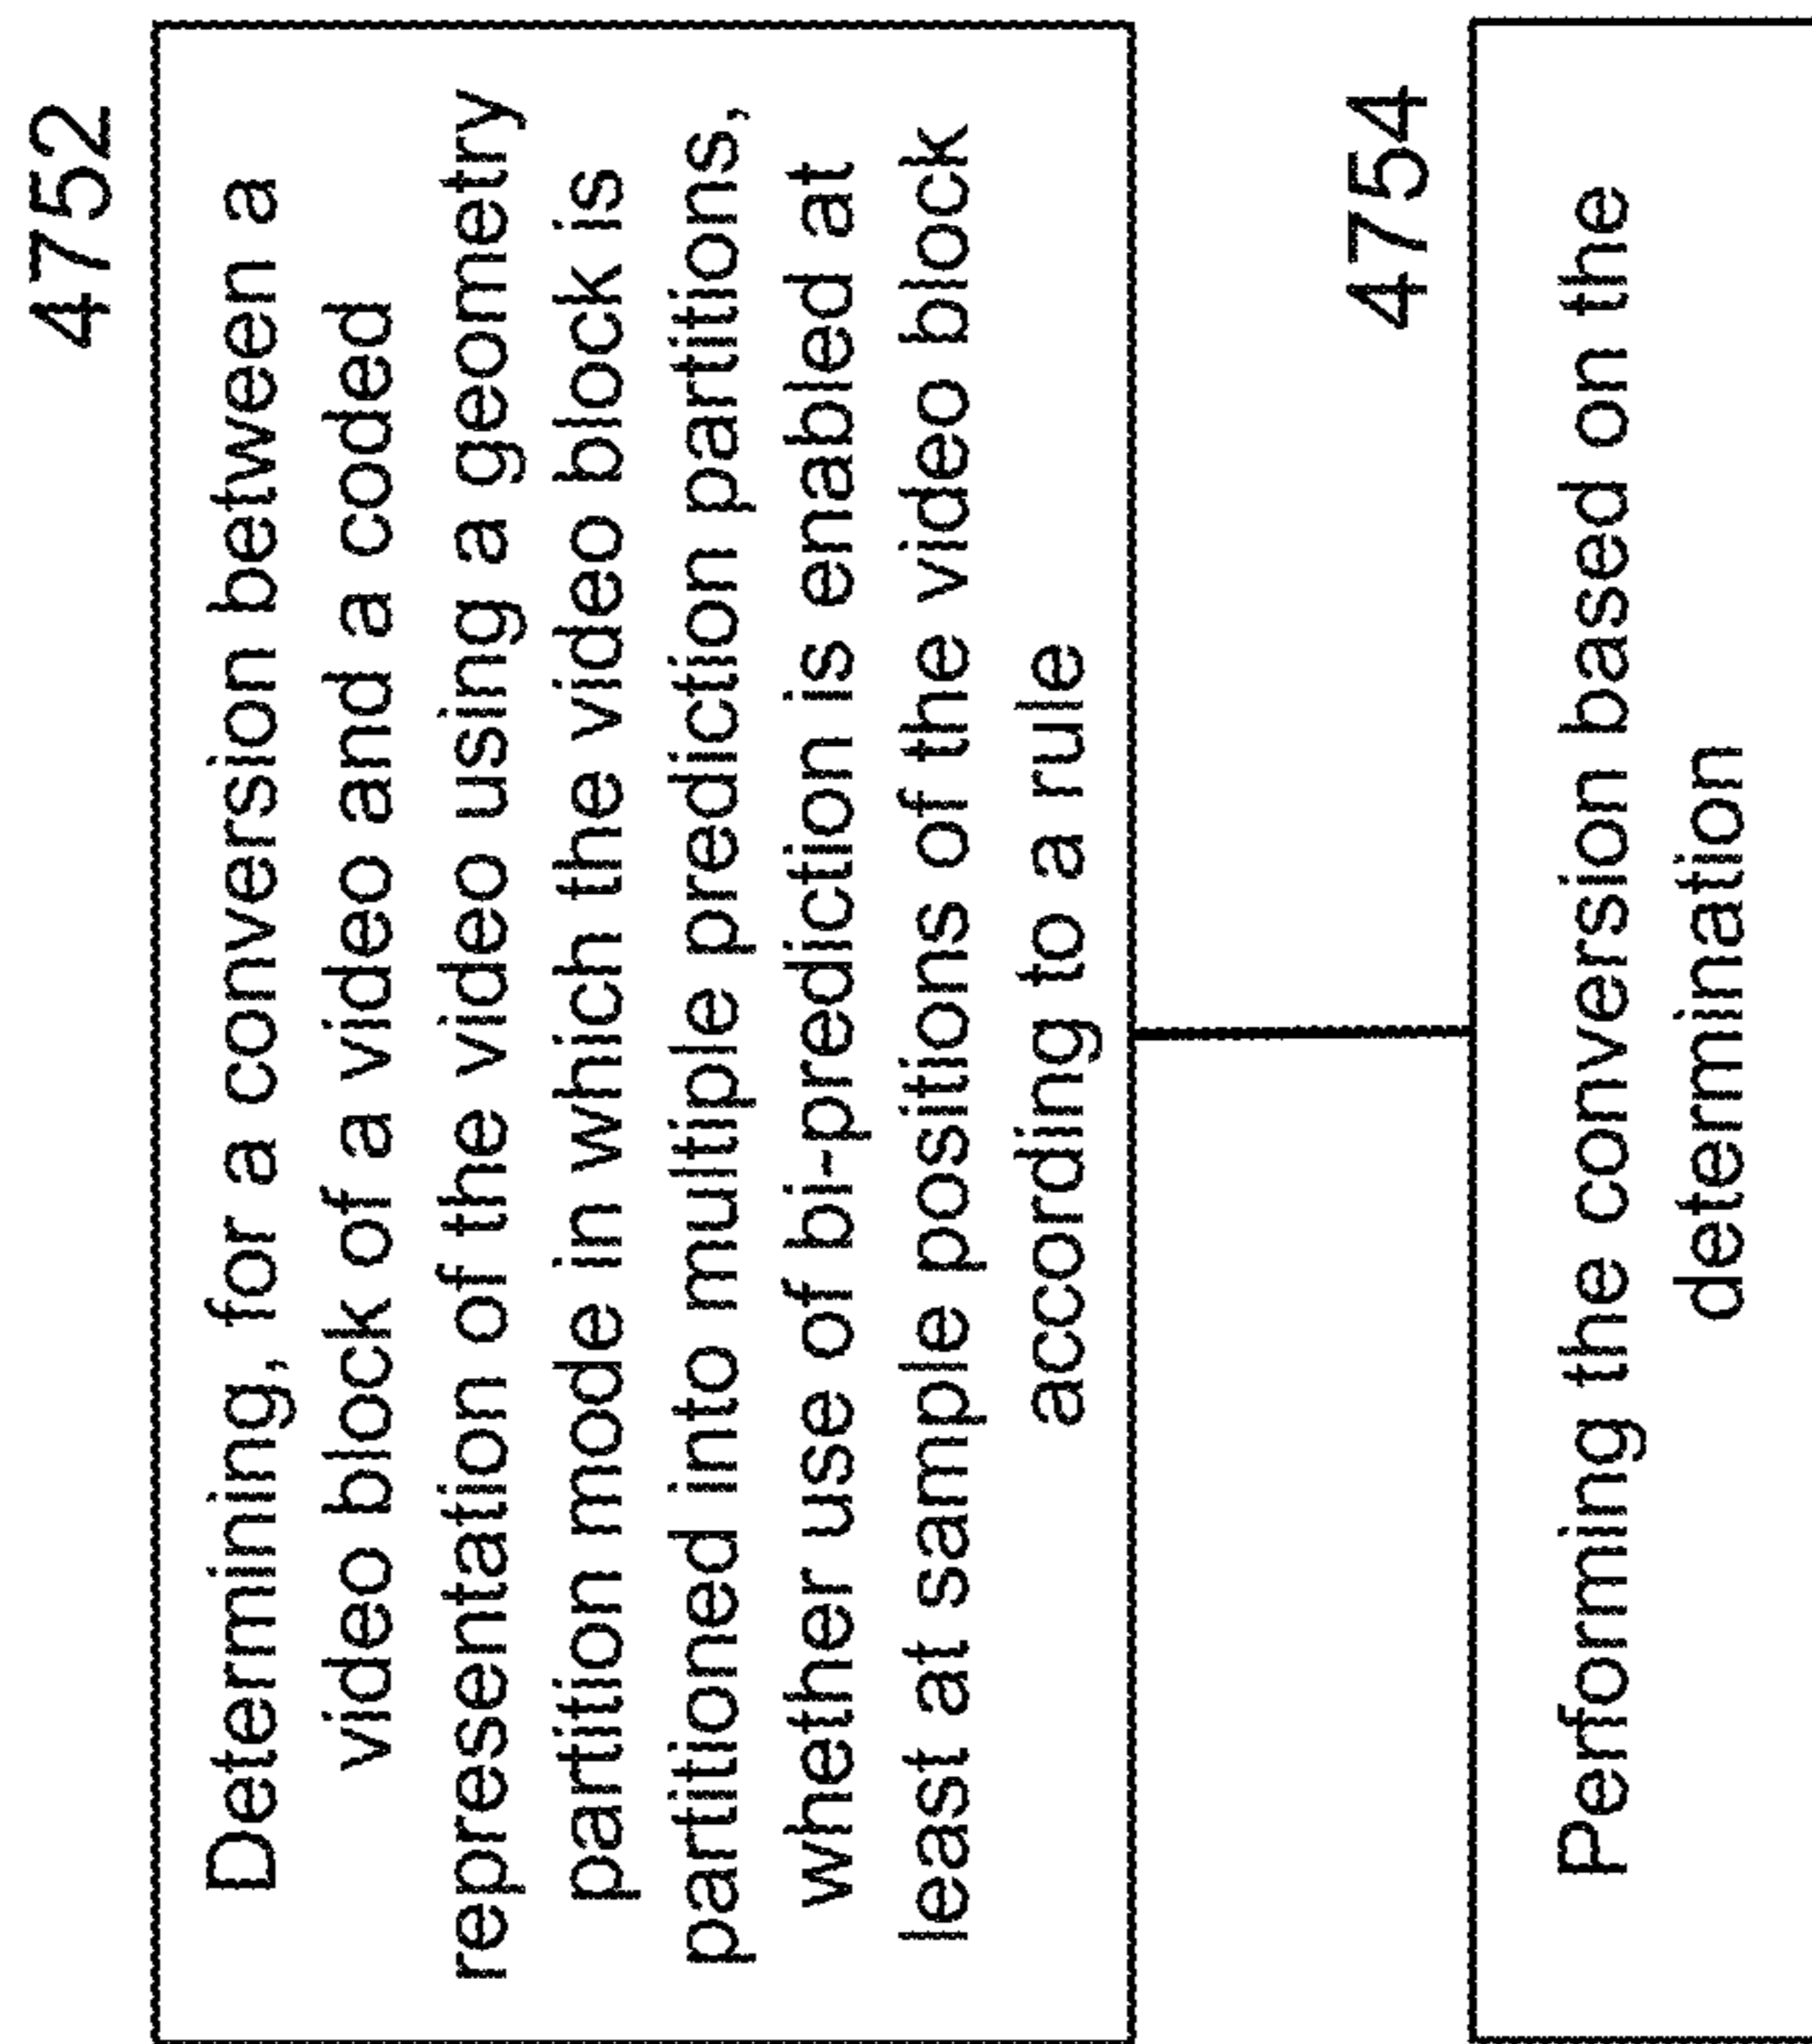 4752
Determining, for a conversion between a
video block of a video and a coded
representation of the video using a geometry
partition mode in which the video block is
partitioned into multiple prediction partitions,
whether use of bi-prediction is enabled at
least at sample positions of the video block
according to a rule
4754
Performing the conversion based on the
determination